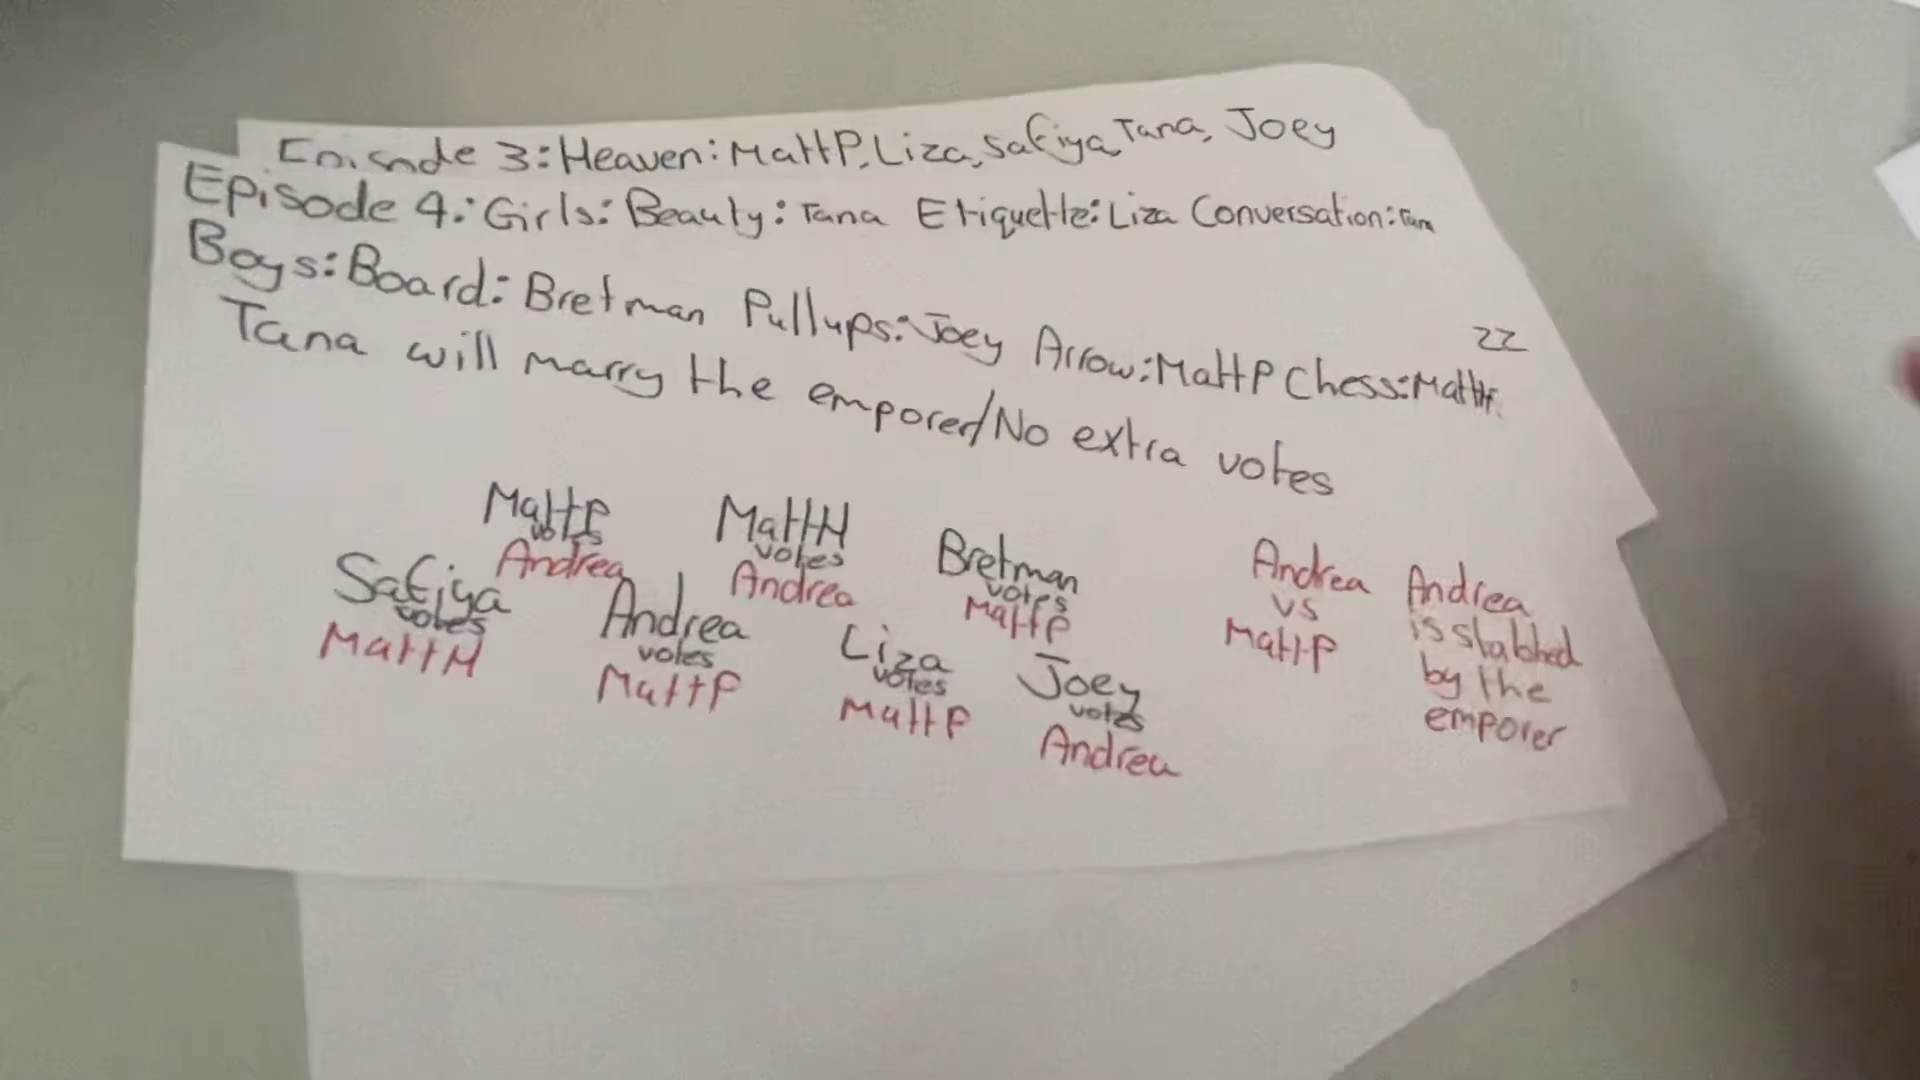 Episode 3:Heaven:MattP, Liza, Safiya, Tana, Joey
Episode 4: Girls: Beauty: Tana Etiquette: Liza Conversation: Tana
Boys: Board: Bretman Pullups: Joey Arrow: MattP Chess: MattH
22
Tana will marry the emporer/No extra votes
MattP votes Andrea
MattH votes Andrea
Bretman votes MattP
Safiya votes MattH
Andrea votes MattP
Liza votes MattP
Joey votes Andrea
Andrea
vs
MattP
Andrea
is stabbed
by the
emporer